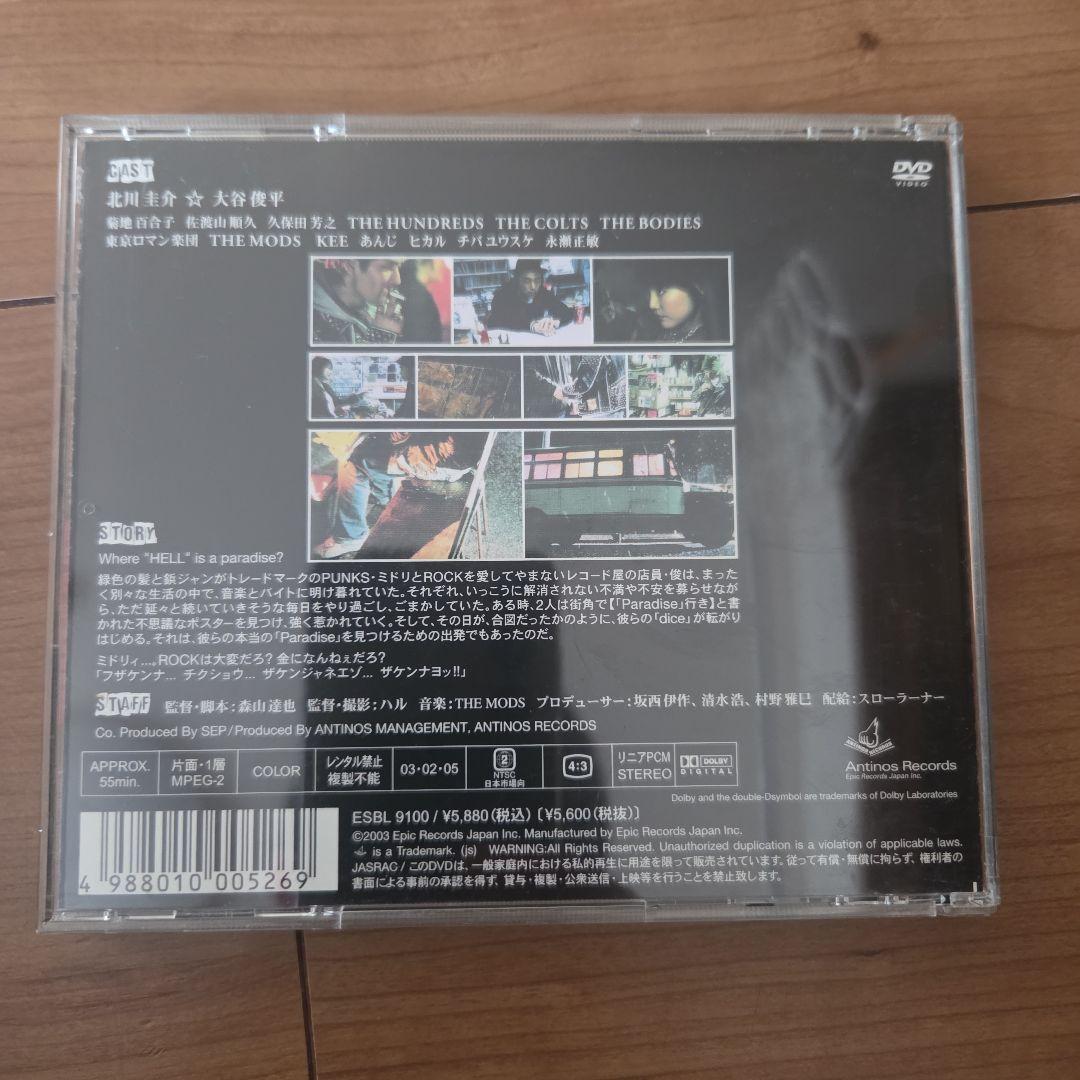 CAST
DVD
VIDEO
北川 圭介 ☆ 大谷 俊平
菊地 百合子 佐渡山 順久 久保田 芳之 THE HUNDREDS THE COLTS THE BODIES
東京ロマン楽団 THE MODS KEE あんじ ヒカル チバ ユウスケ 永瀬 正敏
STORY
Where "HELL" is a paradise?
緑色の髪と鋲ジャンがトレードマークのPUNKS・ミドリとROCKを愛してやまないレコード屋の店員・俊は、まった
く別々な生活の中で、音楽とバイトに明け暮れていた。それぞれ、いっこうに解消されない不満や不安を募らせなが
ら、ただ延々と続いていきそうな毎日をやり過ごし、ごまかしていた。ある時、2人は街角で【「Paradise」行き】と書
かれた不思議なポスターを見つけ、強く惹かれていく。そして、その日が、合図だったかのように、彼らの「dice」が転がり
はじめる。それは、彼らの本当の「Paradise」を見つけるための出発でもあったのだ。
ミドリィ…。ROCKは大変だろ? 金になんねぇだろ?
「フザケンナ… チクショウ… ザケンジャネエゾ… ザケンナヨッ!!」
STAFF 監督・脚本：森山 達也 監督・撮影：ハル 音楽：THE MODS プロデューサー：坂西 伊作、清水 浩、村野 雅巳 配給：スローラーナー
Co. Produced By SEP/Produced By ANTINOS MANAGEMENT, ANTINOS RECORDS
ANTINOS RECORDS
Antinos Records
Epic Records Japan Inc.
APPROX. 55min.
片面・1層 MPEG-2
COLOR
レンタル禁止 複製不能
03・02・05
2 NTSC 日本市場向
4:3
リニアPCM STEREO
DOLBY DIGITAL
Dolby and the double-Dsymbol are trademarks of Dolby Laboratories
ESBL 9100 / ¥5,880(税込)〔¥5,600(税抜)〕
©2003 Epic Records Japan Inc. Manufactured by Epic Records Japan Inc.
is a Trademark. (js) WARNING:All Rights Reserved. Unauthorized duplication is a violation of applicable laws.
JASRAC / このDVDは、一般家庭内における私的再生に用途を限って販売されています。従って有償・無償に拘らず、権利者の
書面による事前の承認を得ず、貸与・複製・公衆送信・上映等を行うことを禁止致します。
4 988010 005269